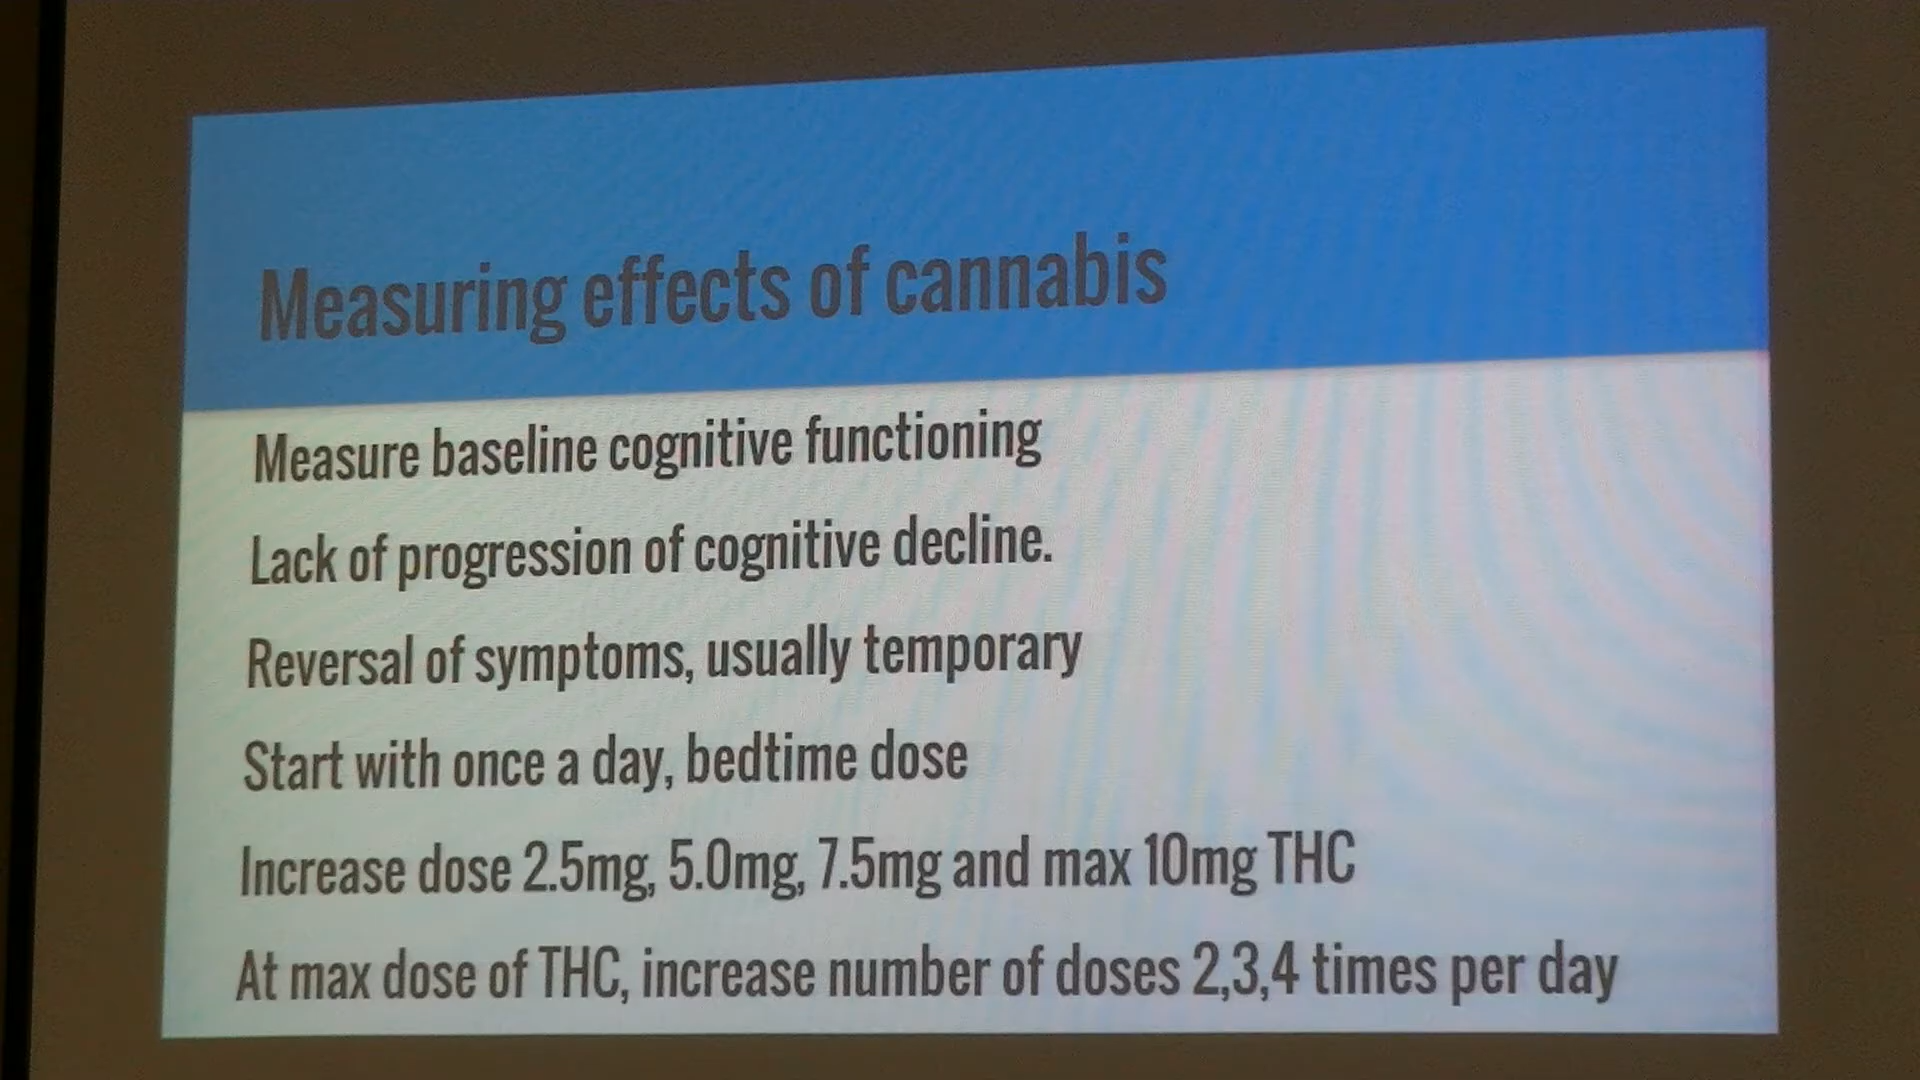 Measuring effects of cannabis
Measure baseline cognitive functioning
Lack of progression of cognitive decline.
Reversal of symptoms, usually temporary
Start with once a day, bedtime dose
Increase dose 2.5mg, 5.0mg, 7.5mg and max 10mg THC
At max dose of THC, increase number of doses 2,3,4 times per day